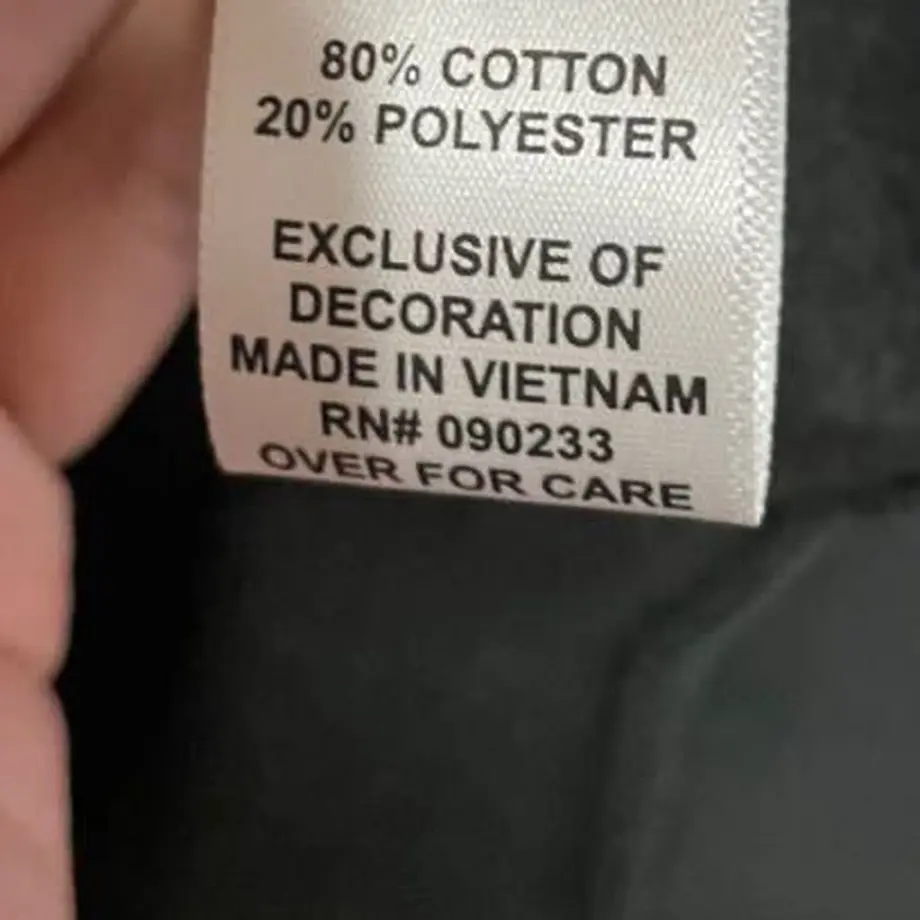 80% COTTON
20% POLYESTER
EXCLUSIVE OF
DECORATION
MADE IN VIETNAM
RN# 090233
OVER FOR CARE